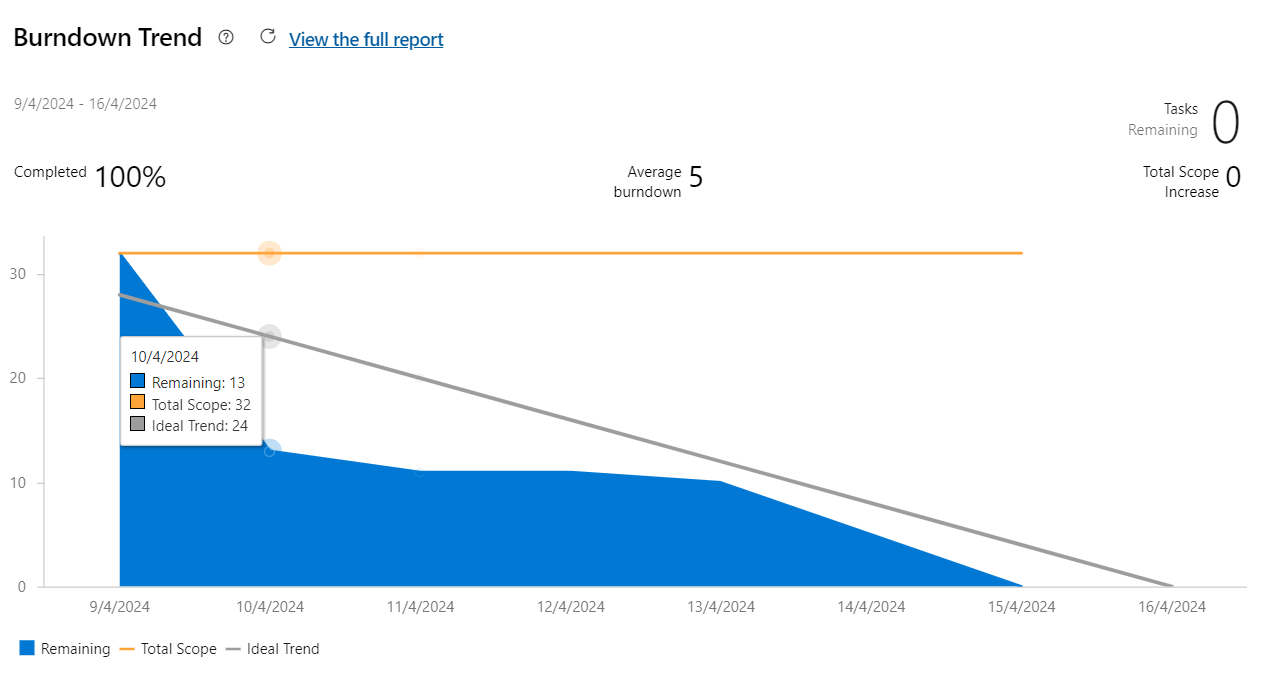 Burndown Trend View the full report
9/4/2024 - 16/4/2024
Tasks
Remaining 0
Completed 100%
Average
burndown 5
Total Scope
Increase 0
30
20
10
0
10/4/2024
Remaining: 13
Total Scope: 32
Ideal Trend: 24
9/4/2024 10/4/2024 11/4/2024 12/4/2024 13/4/2024 14/4/2024 15/4/2024 16/4/2024
Remaining Total Scope Ideal Trend